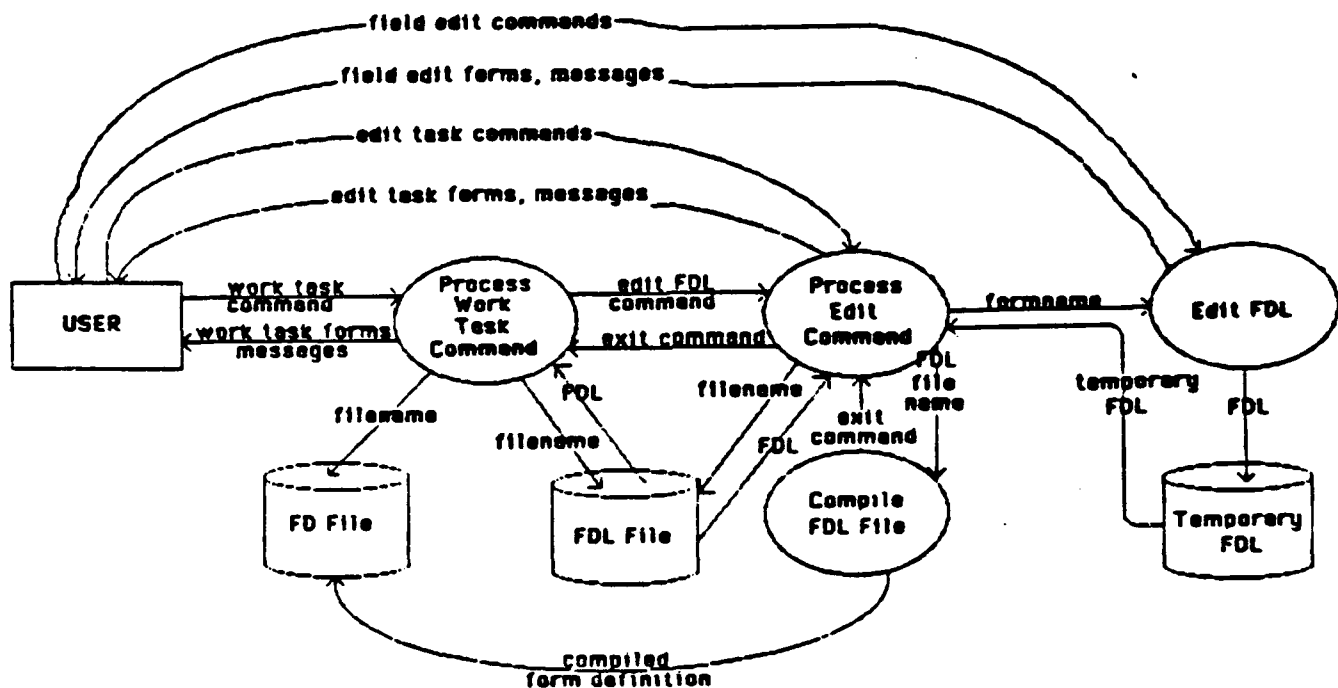 field edit commands
field edit forms, messages
edit task commands
edit task forms, messages
USER
work task
command
work task forms
messages
Process
Work
Task
Command
edit FDL
command
exit command
Process
Edit
Command
formname
Edit FDL
filename
filename
FDL
filename
FDL
exit
command
FDL
file
name
temporary
FDL
FDL
FD File
FDL File
Compile
FDL File
Temporary
FDL
compiled
form definition